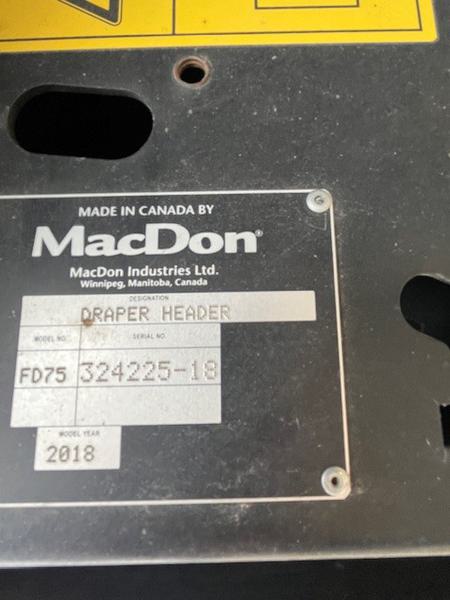 MADE IN CANADA BY
MacDon®
MacDon Industries Ltd.
Winnipeg, Manitoba, Canada
DESIGNATION
DRAPER HEADER
MODEL NO. SERIAL NO.
FD75 324225-18
MODEL YEAR
2018